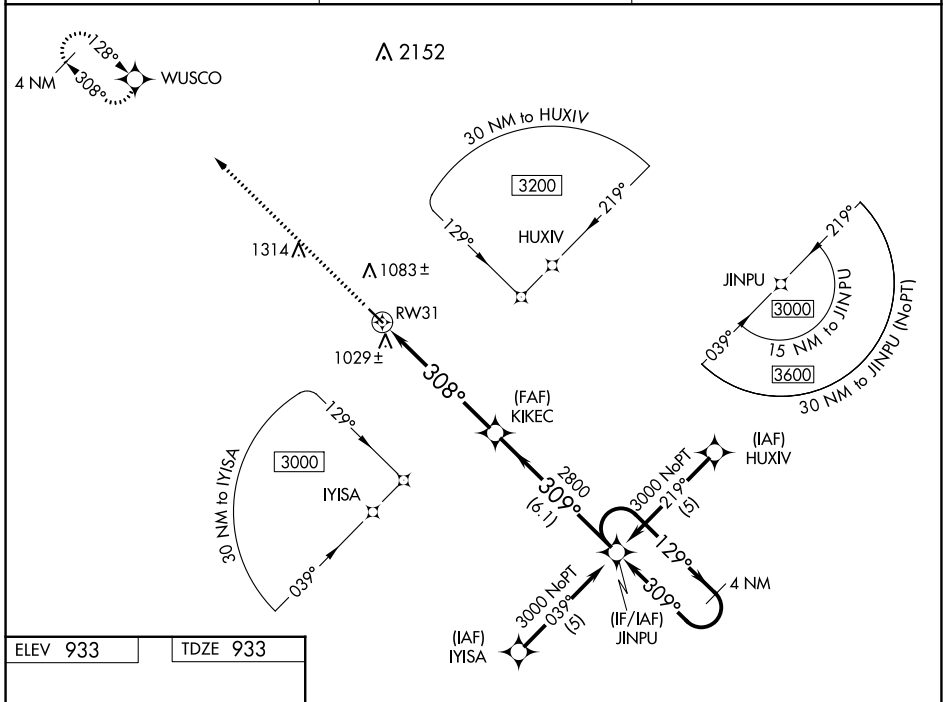 128°
308°
4 NM
WUSCO
2152
30 NM to HUXIV
3200
219°
129°
HUXIV
219°
JINPU
3000
15 NM to JINPU
039°
3600
30 NM to JINPU (NoPT)
1314
1083±
RW31
1029±
308°
(FAF)
KIKEC
129°
3000
IYISA
30 NM to IYISA
039°
2800
309°
(6.1)
(IAF)
HUXIV
3000 NoPT
219°
(5)
129°
4 NM
309°
(IF/IAF)
JINPU
3000 NoPT
039°
(5)
(IAF)
IYISA
ELEV 933
TDZE 933